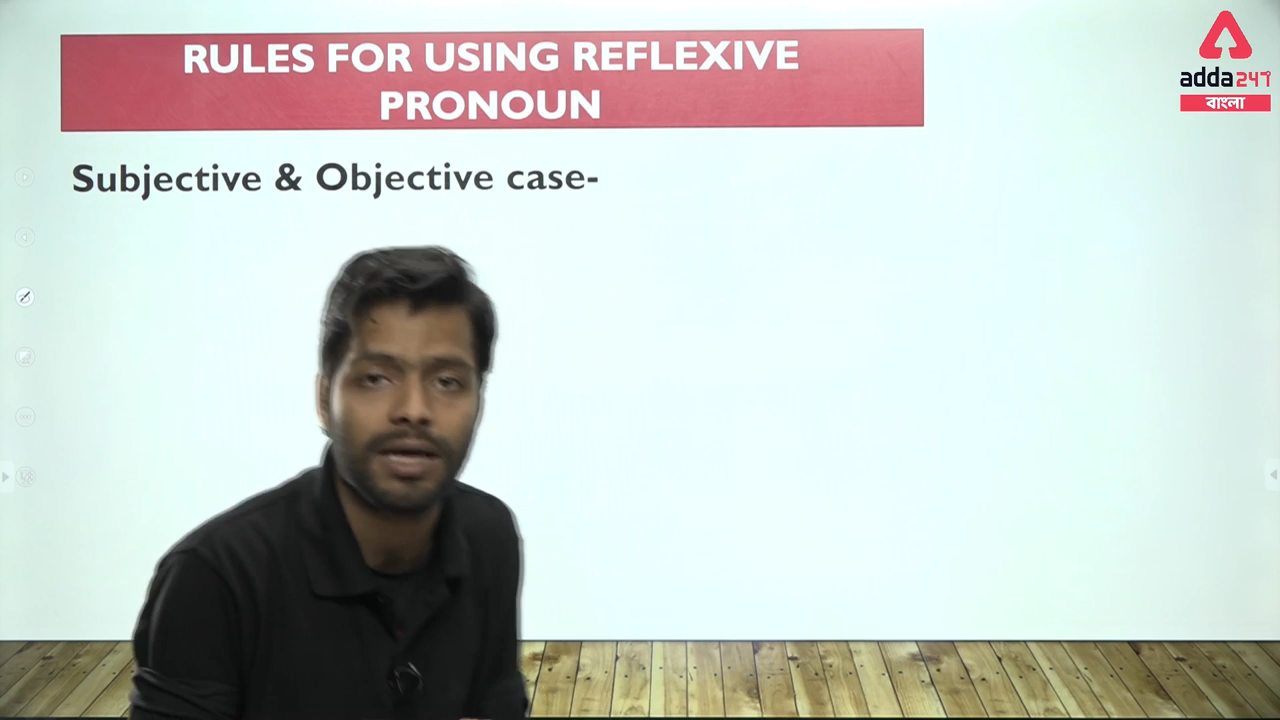 RULES FOR USING REFLEXIVE
PRONOUN
adda247
বাংলা
Subjective & Objective case-